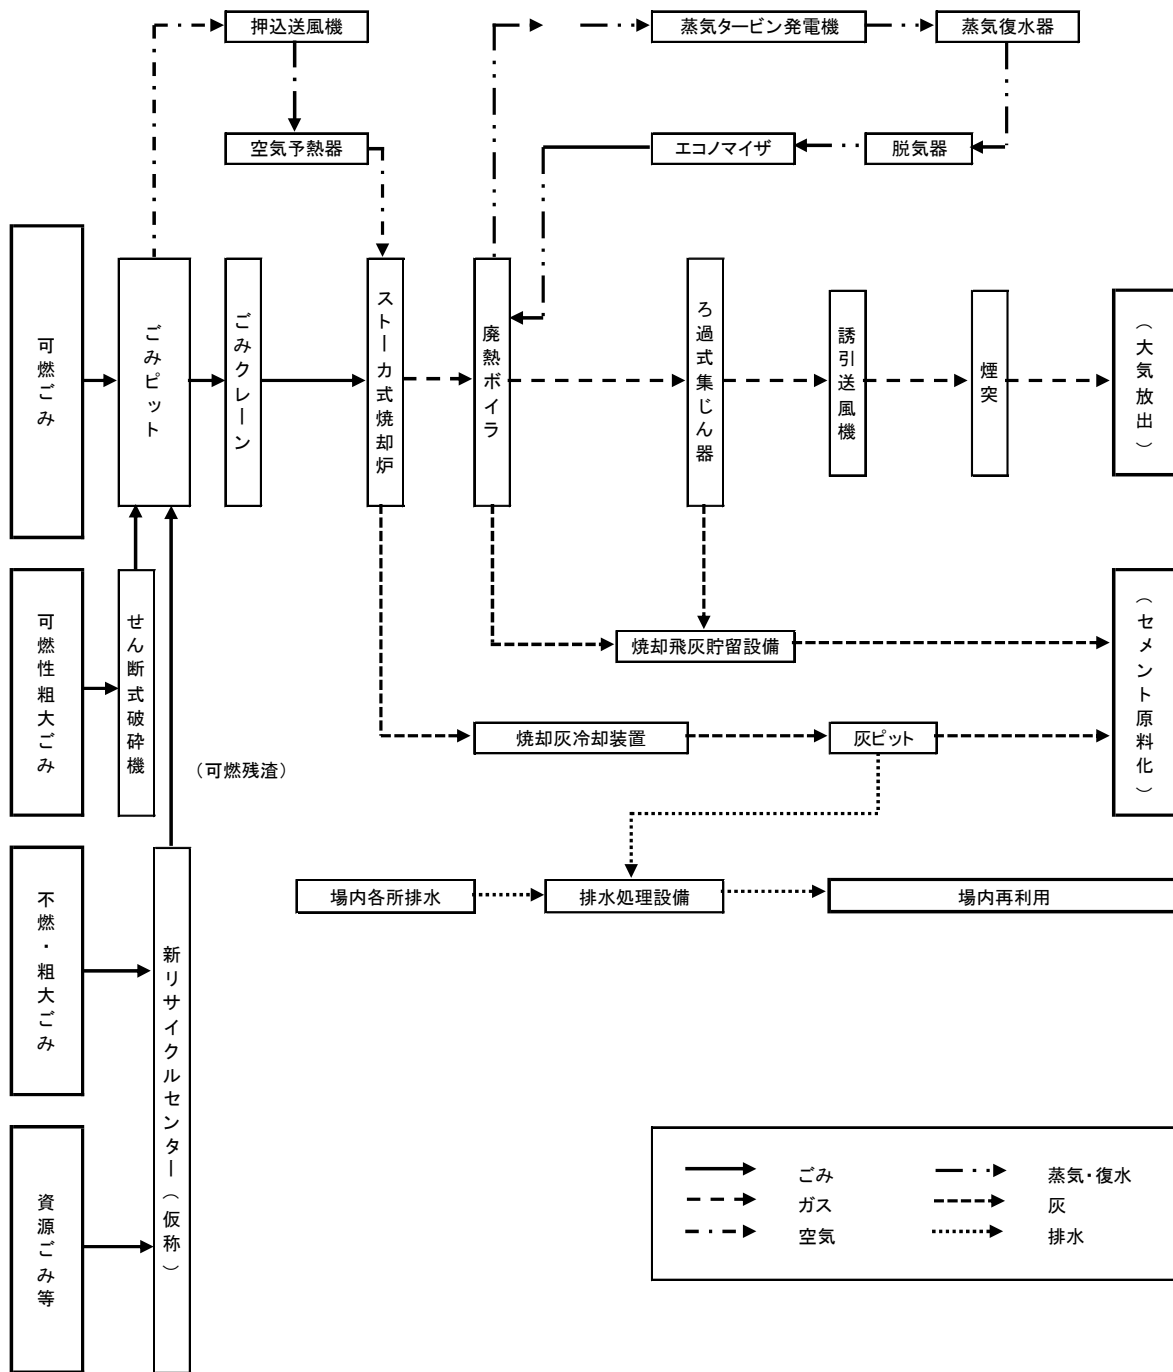 押込送風機
蒸気タービン発電機
蒸気復水器
空気予熱器
エコノマイザ
脱気器
可燃ごみ
ごみピット
ごみクレーン
ストーカ式焼却炉
廃熱ボイラ
ろ過式集じん器
誘引送風機
煙突
（大気放出）
可燃性粗大ごみ
せん断式破砕機
（可燃残渣）
焼却飛灰貯留設備
焼却灰冷却装置
灰ピット
（セメント原料化）
不燃・粗大ごみ
新リサイクルセンター（仮称）
場内各所排水
排水処理設備
場内再利用
資源ごみ等
ごみ
蒸気・復水
ガス
灰
空気
排水